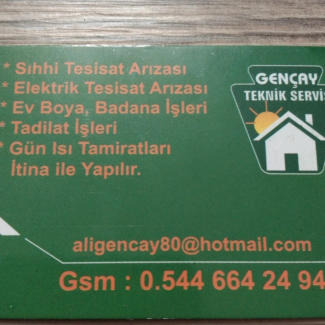 * Sıhhi Tesisat Arızası
* Elektrik Tesisat Arızası
* Ev Boya, Badana İşleri
* Tadilat İşleri
* Gün Isı Tamiratları
İtina ile Yapılır.
GENÇAY
TEKNİK SERVİS
aligencay80@hotmail.com
Gsm : 0.544 664 24 94